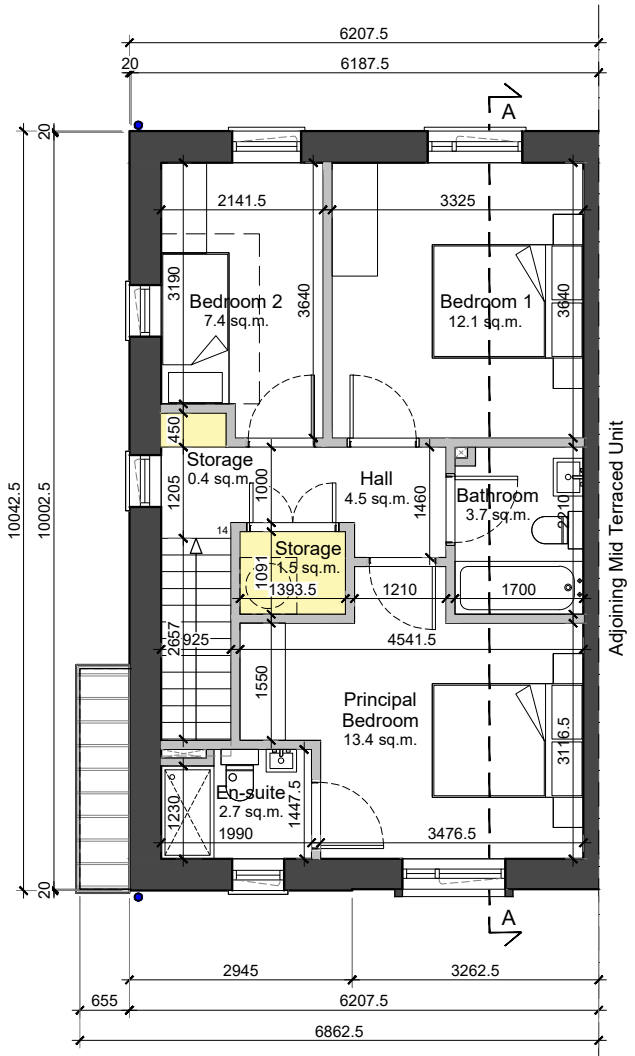 6207.5
20
6187.5
A
20
2141.5
3325
3190
3640
3640
Bedroom 2
7.4 sq.m.
Bedroom 1
12.1 sq.m.
450
Storage
0.4 sq.m.
1205
1000
Hall
4.5 sq.m.
1460
Bathroom
3.7 sq.m.
2210
10042.5
10002.5
Adjoining Mid Terraced Unit
14
Storage
1.5 sq.m.
1091
1393.5
1210
1700
2657
925
4541.5
1550
Principal
Bedroom
13.4 sq.m.
3116.5
En-suite
2.7 sq.m.
1230
1447.5
1990
3476.5
20
A
2945
3262.5
655
6207.5
6862.5